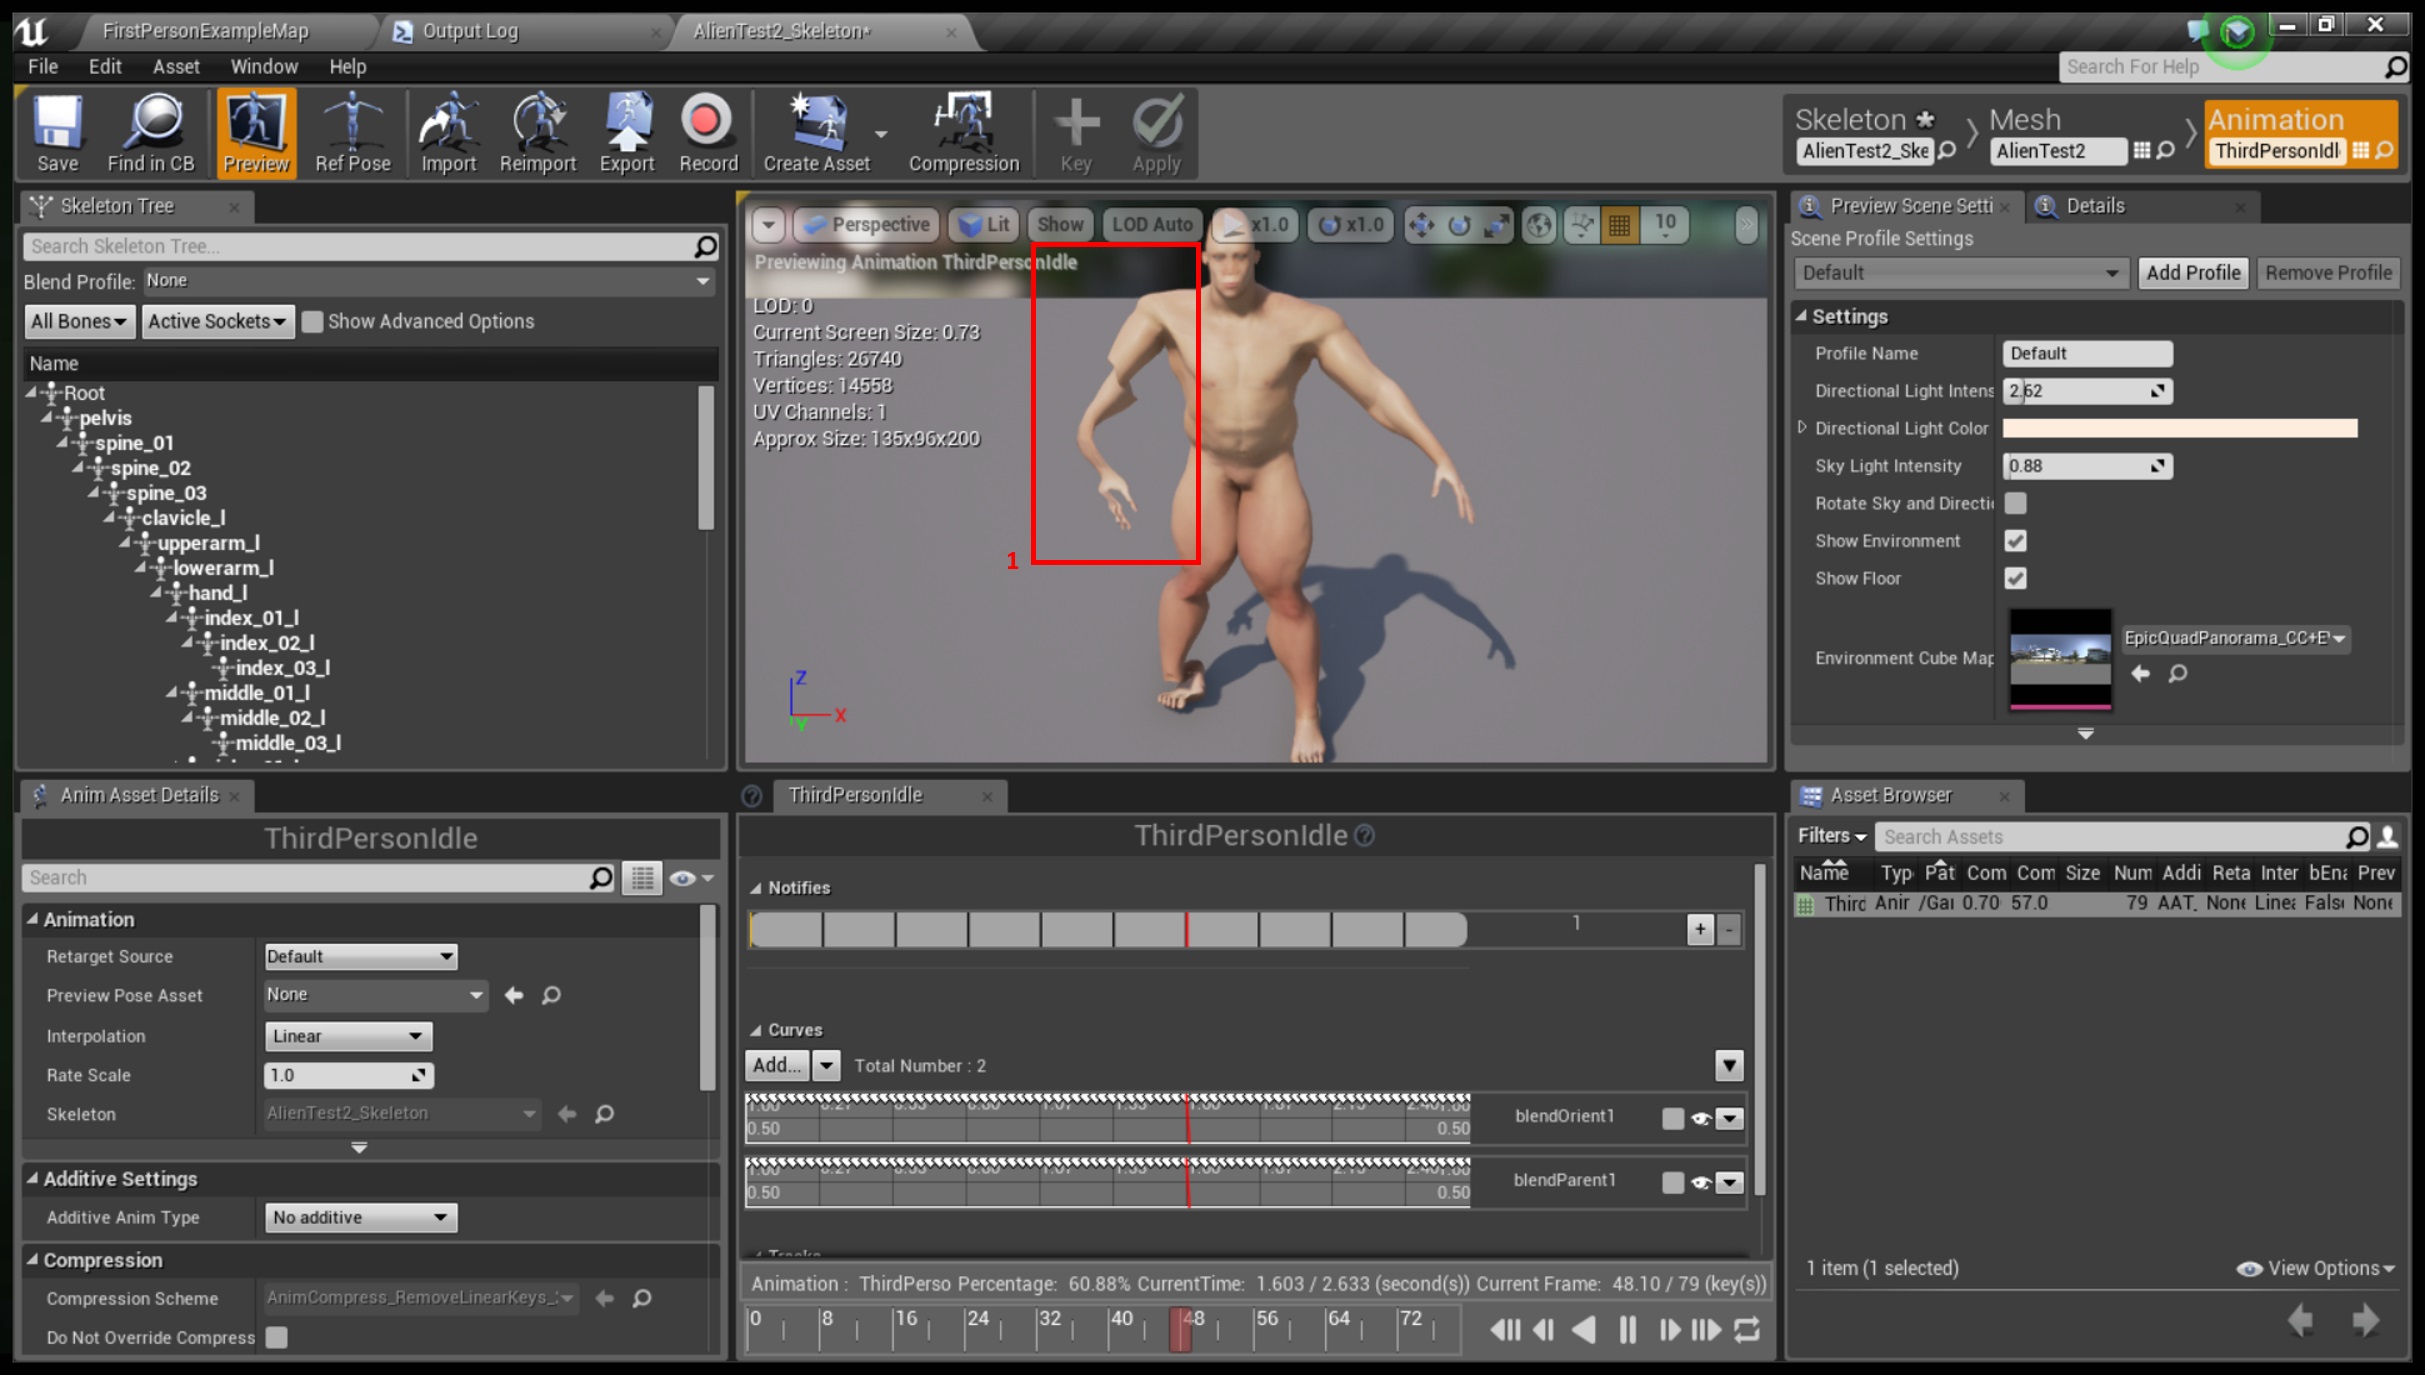 FirstPersonExampleMap
Output Log
AlienTest2_Skeleton*
File Edit Asset Window Help
Search For Help
Save
Find in CB
Preview
Ref Pose
Import
Reimport
Export
Record
Create Asset
Compression
Key
Apply
Skeleton
AlienTest2_Ske
Mesh
AlienTest2
Animation
ThirdPersonIdl
Skeleton Tree
Search Skeleton Tree...
Blend Profile: None
All Bones
Active Sockets
Show Advanced Options
Name
Root
pelvis
spine_01
spine_02
spine_03
clavicle_l
upperarm_l
lowerarm_l
hand_l
index_01_l
index_02_l
index_03_l
middle_01_l
middle_02_l
middle_03_l
Perspective
Lit
Show
LOD Auto
x1.0
x1.0
10
Previewing Animation ThirdPersonIdle
LOD: 0
Current Screen Size: 0.73
Triangles: 26740
Vertices: 14558
UV Channels: 1
Approx Size: 135x96x200
1
Z
X
Y
Preview Scene Setti
Details
Scene Profile Settings
Default
Add Profile
Remove Profile
Settings
Profile Name Default
Directional Light Intens 2.62
Directional Light Color
Sky Light Intensity 0.88
Rotate Sky and Directi
Show Environment
Show Floor
Environment Cube Map
EpicQuadPanorama_CC+E
Anim Asset Details
ThirdPersonIdle
Search
Animation
Retarget Source Default
Preview Pose Asset None
Interpolation Linear
Rate Scale 1.0
Skeleton AlienTest2_Skeleton
Additive Settings
Additive Anim Type No additive
Compression
Compression Scheme AnimCompress_RemoveLinearKeys_
Do Not Override Compress
ThirdPersonIdle
ThirdPersonIdle
Notifies
1
+ -
Curves
Add...
Total Number : 2
0.50 0.50
blendOrient1
0.50 0.50
blendParent1
Tracks
Animation : ThirdPerso Percentage: 60.88% CurrentTime: 1.603 / 2.633 (second(s)) Current Frame: 48.10 / 79 (key(s))
0 8 16 24 32 40 48 56 64 72
Asset Browser
Filters
Search Assets
Name Typ Pat Com Com Size Num Addi Reta Inter bEna Prev
Third Anir /Gai 0.70 57.0 79 AAT_ None Linea Fals None
1 item (1 selected)
View Options